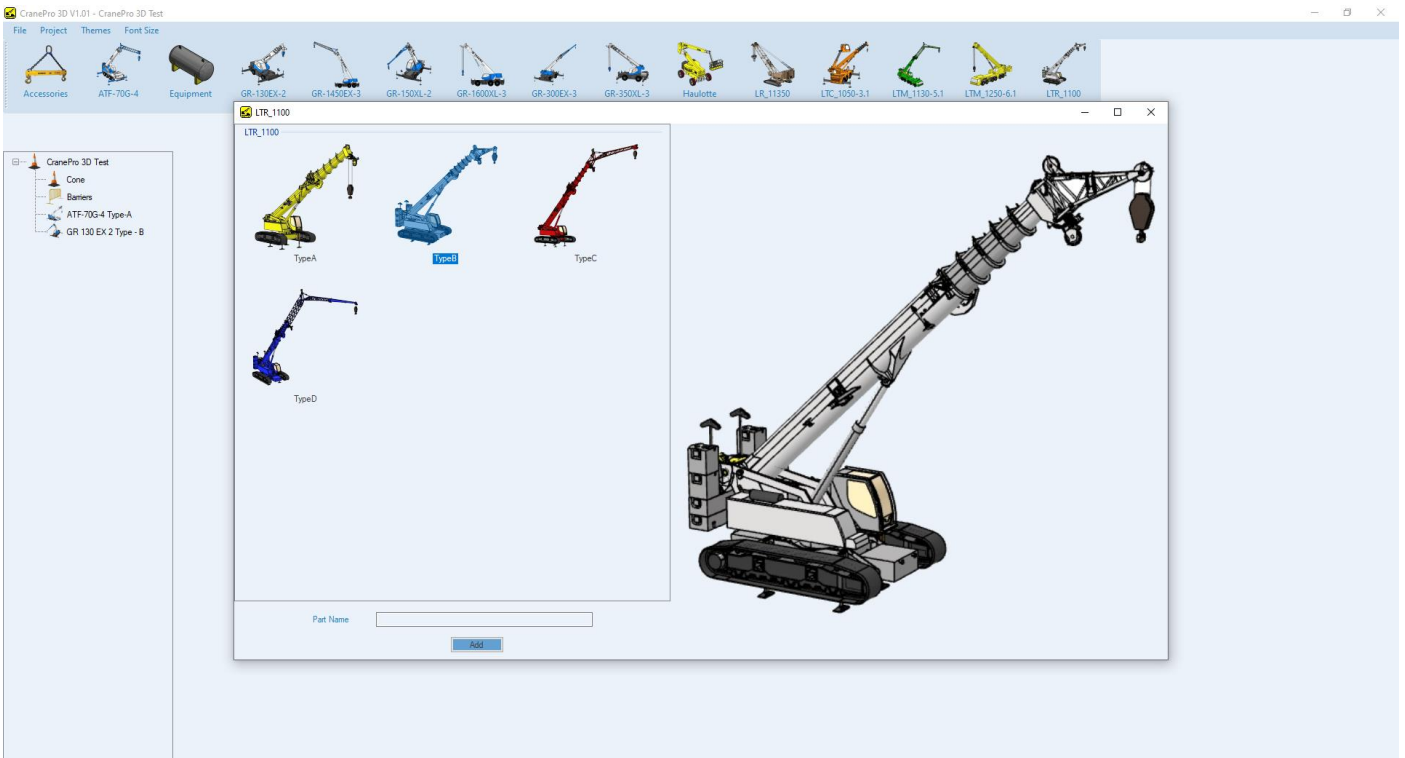 CranePro 3D V1.01 - CranePro 3D Test
File Project Themes Font Size
Accessories ATF-70G-4 Equipment GR-130EX-2 GR-1450EX-3 GR-150XL-2 GR-1600XL-3 GR-300EX-3 GR-350XL-3 Haulotte LR_11350 LTC_1050-3.1 LTM_1130-5.1 LTM_1250-6.1 LTR_1100
LTR_1100
LTR_1100
CranePro 3D Test
Cone
Barriers
ATF-70G-4 Type-A
GR 130 EX 2 Type - B
TypeA TypeB TypeC
TypeD
Part Name
Add